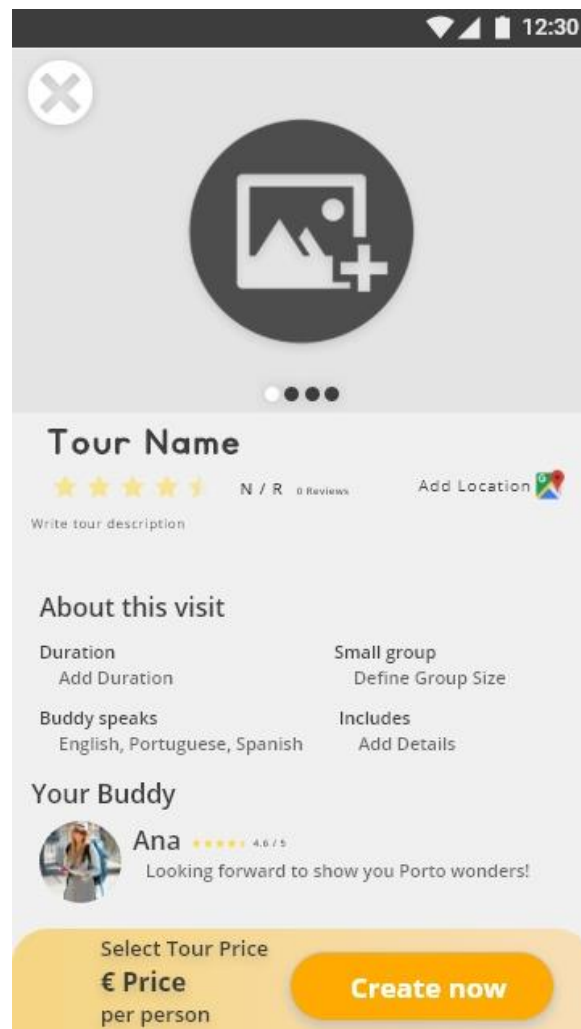 12:30
Tour Name
N / R 0 Reviews Add Location
Write tour description
About this visit
Duration Small group
Add Duration Define Group Size
Buddy speaks Includes
English, Portuguese, Spanish Add Details
Your Buddy
Ana 4.6 / 5
Looking forward to show you Porto wonders!
Select Tour Price
€ Price
per person
Create now